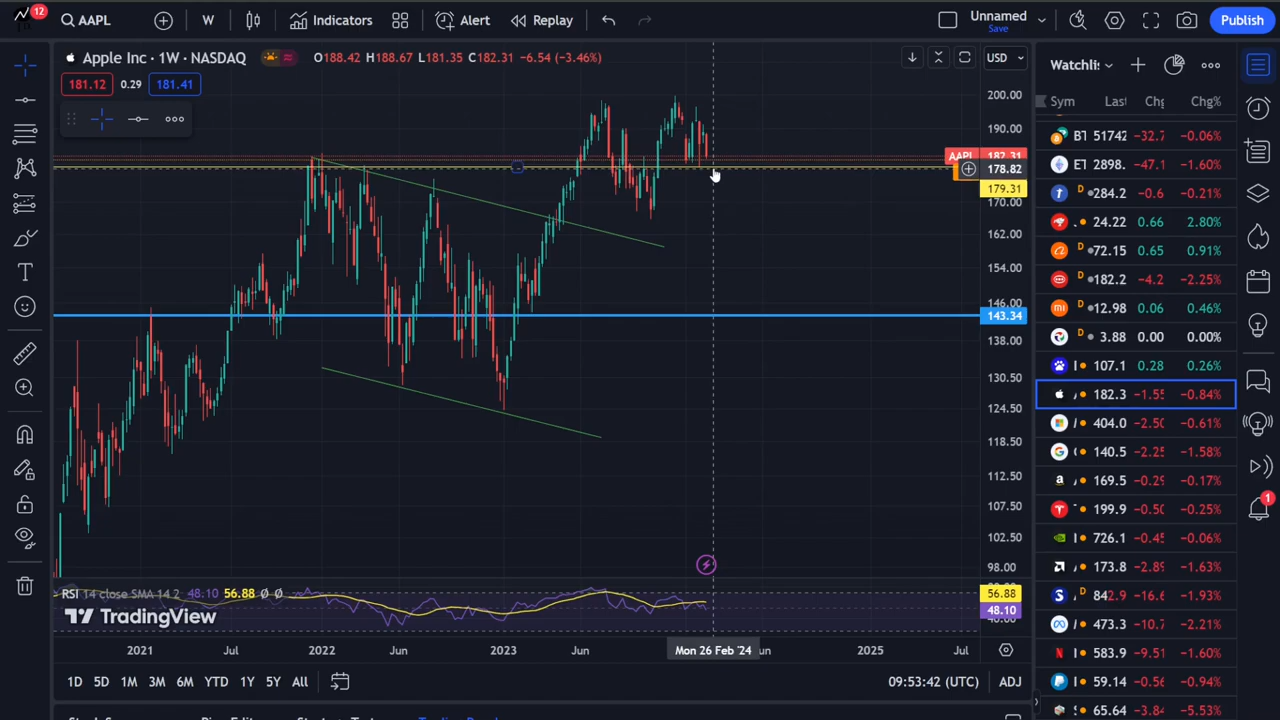 12
AAPL
W
Indicators
Alert
Replay
Unnamed
Save
Publish
Apple Inc · 1W · NASDAQ
O188.42 H188.67 L181.35 C182.31 −6.54 (−3.46%)
USD
181.12 0.29 181.41
200.00
190.00
AAPL 182.31
178.82
179.31
170.00
162.00
154.00
146.00
143.34
138.00
130.50
124.50
118.50
112.50
107.50
102.50
98.00
RSI 14 close SMA 14 2 48.10 56.88 Ø Ø
56.88
48.10
TradingView
2021 Jul 2022 Jun 2023 Jun Mon 26 Feb '24 2025 Jul
1D 5D 1M 3M 6M YTD 1Y 5Y All
09:53:42 (UTC) ADJ
Watchlis
Sym Las Chg Chg%
BT 51742 −32.7 −0.06%
ET 2898. −47.1 −1.60%
D 284.2 −0.6 −0.21%
24.22 0.66 2.80%
D 72.15 0.65 0.91%
D 182.2 −4.2 −2.25%
D 12.98 0.06 0.46%
D 3.88 0.00 0.00%
107.1 0.28 0.26%
182.3 −1.55 −0.84%
404.0 −2.50 −0.61%
140.5 −2.25 −1.58%
169.5 −0.29 −0.17%
199.9 −0.50 −0.25%
726.1 −0.45 −0.06%
173.8 −2.89 −1.63%
D 842.9 −16.6 −1.93%
473.3 −10.7 −2.21%
583.9 −9.51 −1.60%
59.14 −0.56 −0.94%
65.64 −3.84 −5.53%
1